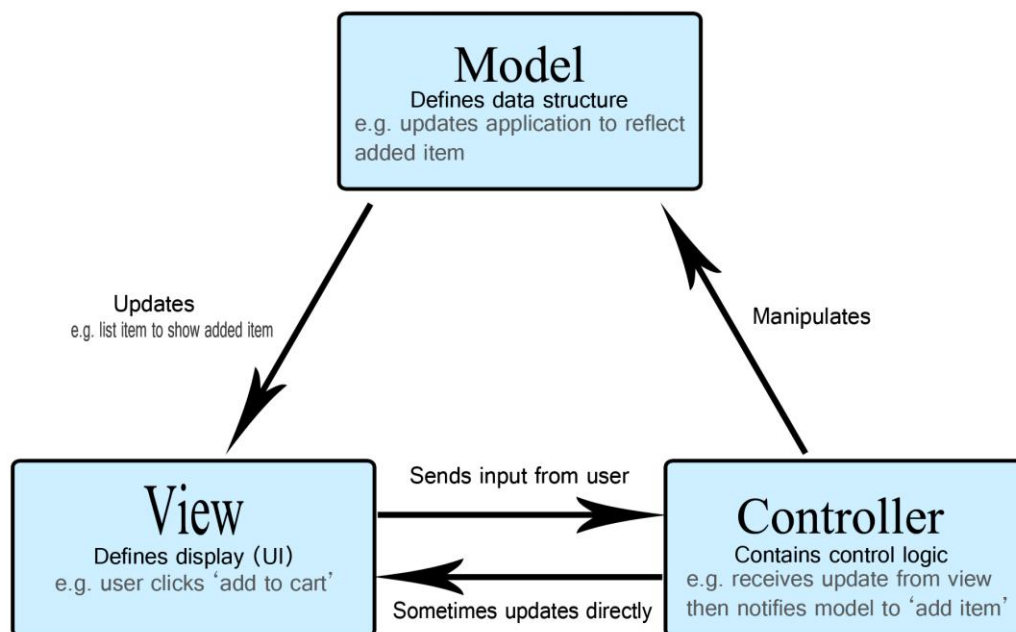 Model
Defines data structure
e.g. updates application to reflect
added item
Updates
e.g. list item to show added item
Manipulates
View
Defines display (UI)
e.g. user clicks ‘add to cart’
Sends input from user
Sometimes updates directly
Controller
Contains control logic
e.g. receives update from view
then notifies model to ‘add item’